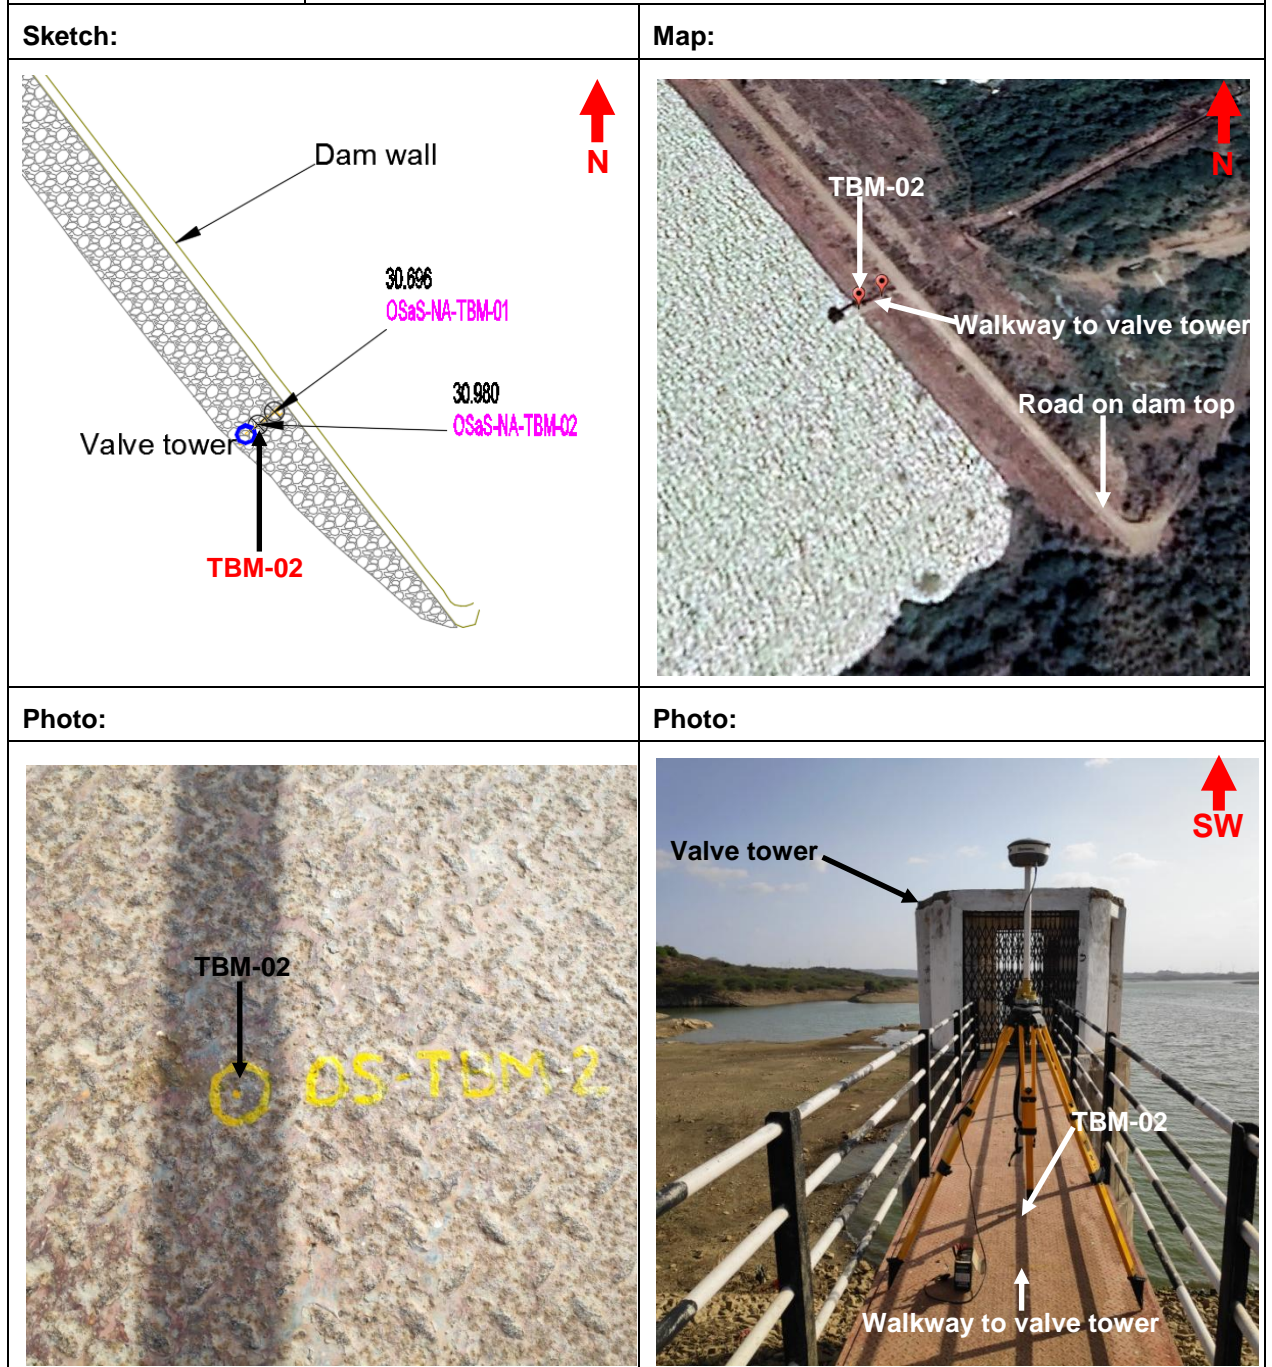 Sketch:
Map:
N
Dam wall
30.696
OSaS-NA-TBM-01
30.980
OSaS-NA-TBM-02
Valve tower
TBM-02
N
TBM-02
Walkway to valve tower
Road on dam top
Photo:
Photo:
TBM-02
OS-TBM 2
SW
Valve tower
TBM-02
Walkway to valve tower